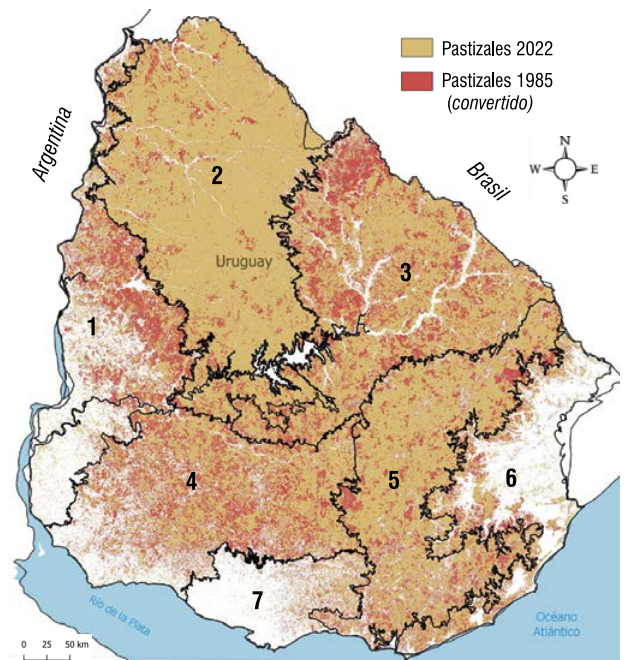 Pastizales 2022
Pastizales 1985
(convertido)
Argentina
Brasil
N
W E
S
2
Uruguay
3
1
4
5
6
7
Río de la Plata
Océano
Atlántico
0 25 50 km